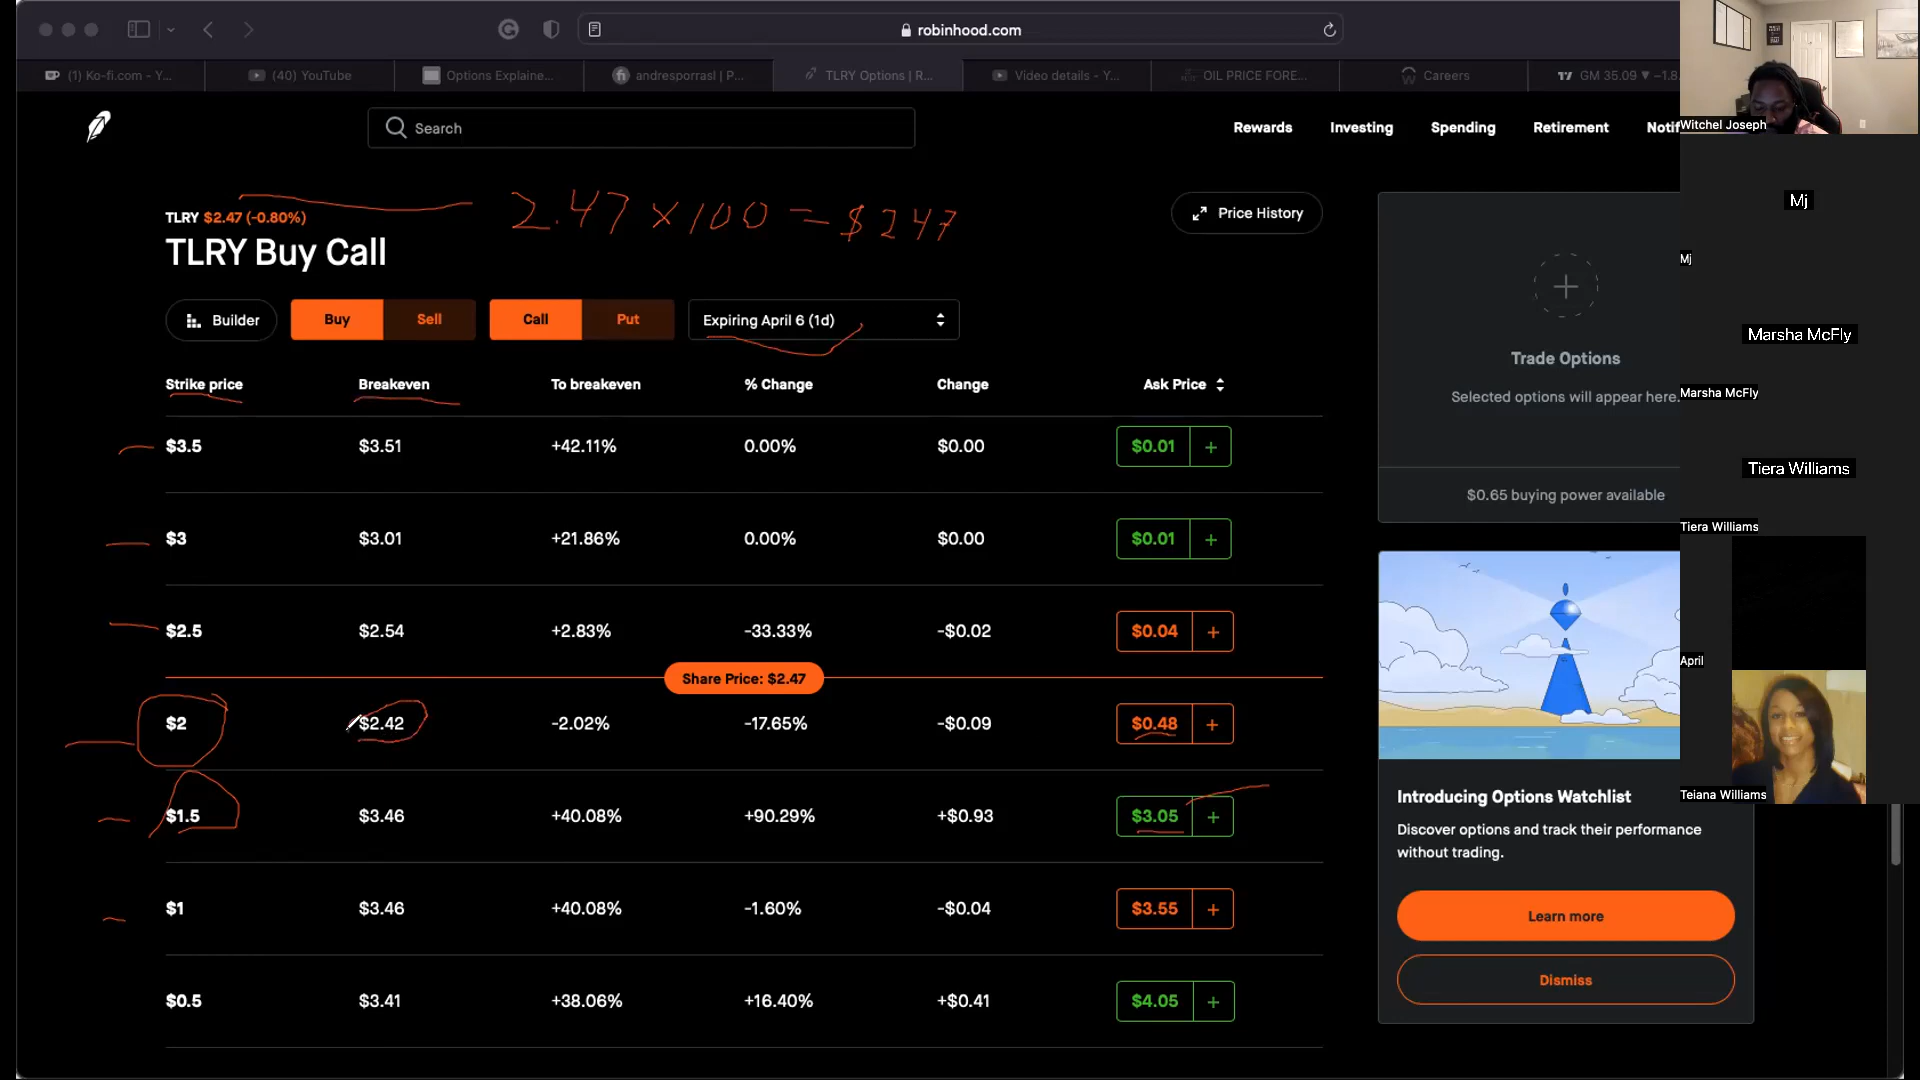 robinhood.com
(1) Ko-fi.com - Y...
(40) YouTube
Options Explaine...
andresporrasl | P...
TLRY Options | R...
Video details - Y...
OIL PRICE FORE...
Careers
GM 35.09 ▼ −1.8
Search
Rewards
Investing
Spending
Retirement
Notif
Witchel Joseph
Mj
Mj
Marsha McFly
Marsha McFly
Tiera Williams
Tiera Williams
April
Teiana Williams
TLRY $2.47 (-0.80%)
2.47 x 100 = $247
TLRY Buy Call
Price History
Builder
Buy
Sell
Call
Put
Expiring April 6 (1d)
Strike price Breakeven To breakeven % Change Change Ask Price
$3.5 $3.51 +42.11% 0.00% $0.00 $0.01 +
$3 $3.01 +21.86% 0.00% $0.00 $0.01 +
$2.5 $2.54 +2.83% -33.33% -$0.02 $0.04 +
Share Price: $2.47
$2 $2.42 -2.02% -17.65% -$0.09 $0.48 +
$1.5 $3.46 +40.08% +90.29% +$0.93 $3.05 +
$1 $3.46 +40.08% -1.60% -$0.04 $3.55 +
$0.5 $3.41 +38.06% +16.40% +$0.41 $4.05 +
Trade Options
Selected options will appear here.
$0.65 buying power available
Introducing Options Watchlist
Discover options and track their performance
without trading.
Learn more
Dismiss